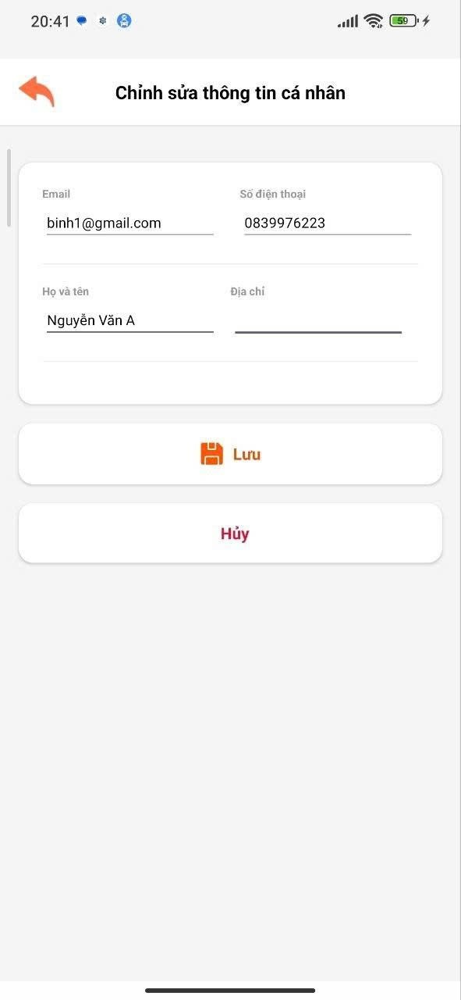 20:41
59
Chỉnh sửa thông tin cá nhân
Email
Số điện thoại
binh1@gmail.com
0839976223
Họ và tên
Địa chỉ
Nguyễn Văn A
Lưu
Hủy